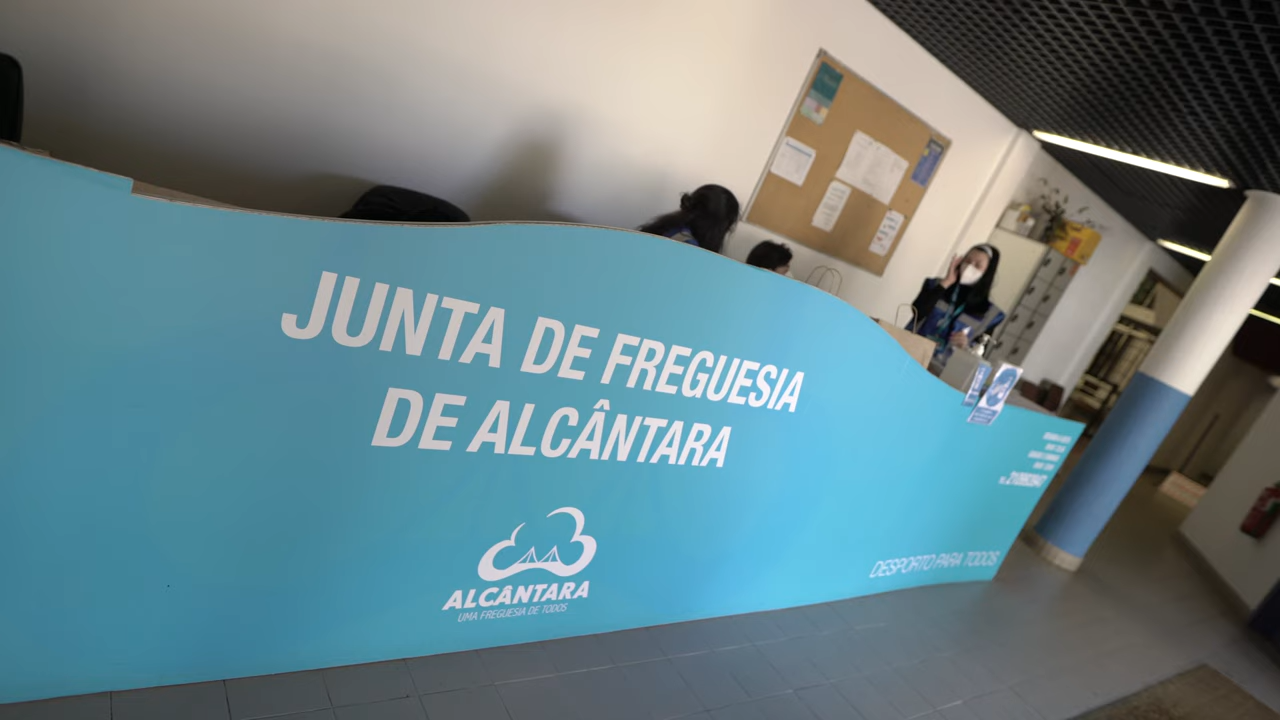 JUNTA DE FREGUESIA
DE ALCÂNTARA
ALCÂNTARA
UMA FREGUESIA DE TODOS
DESPORTO PARA TODOS